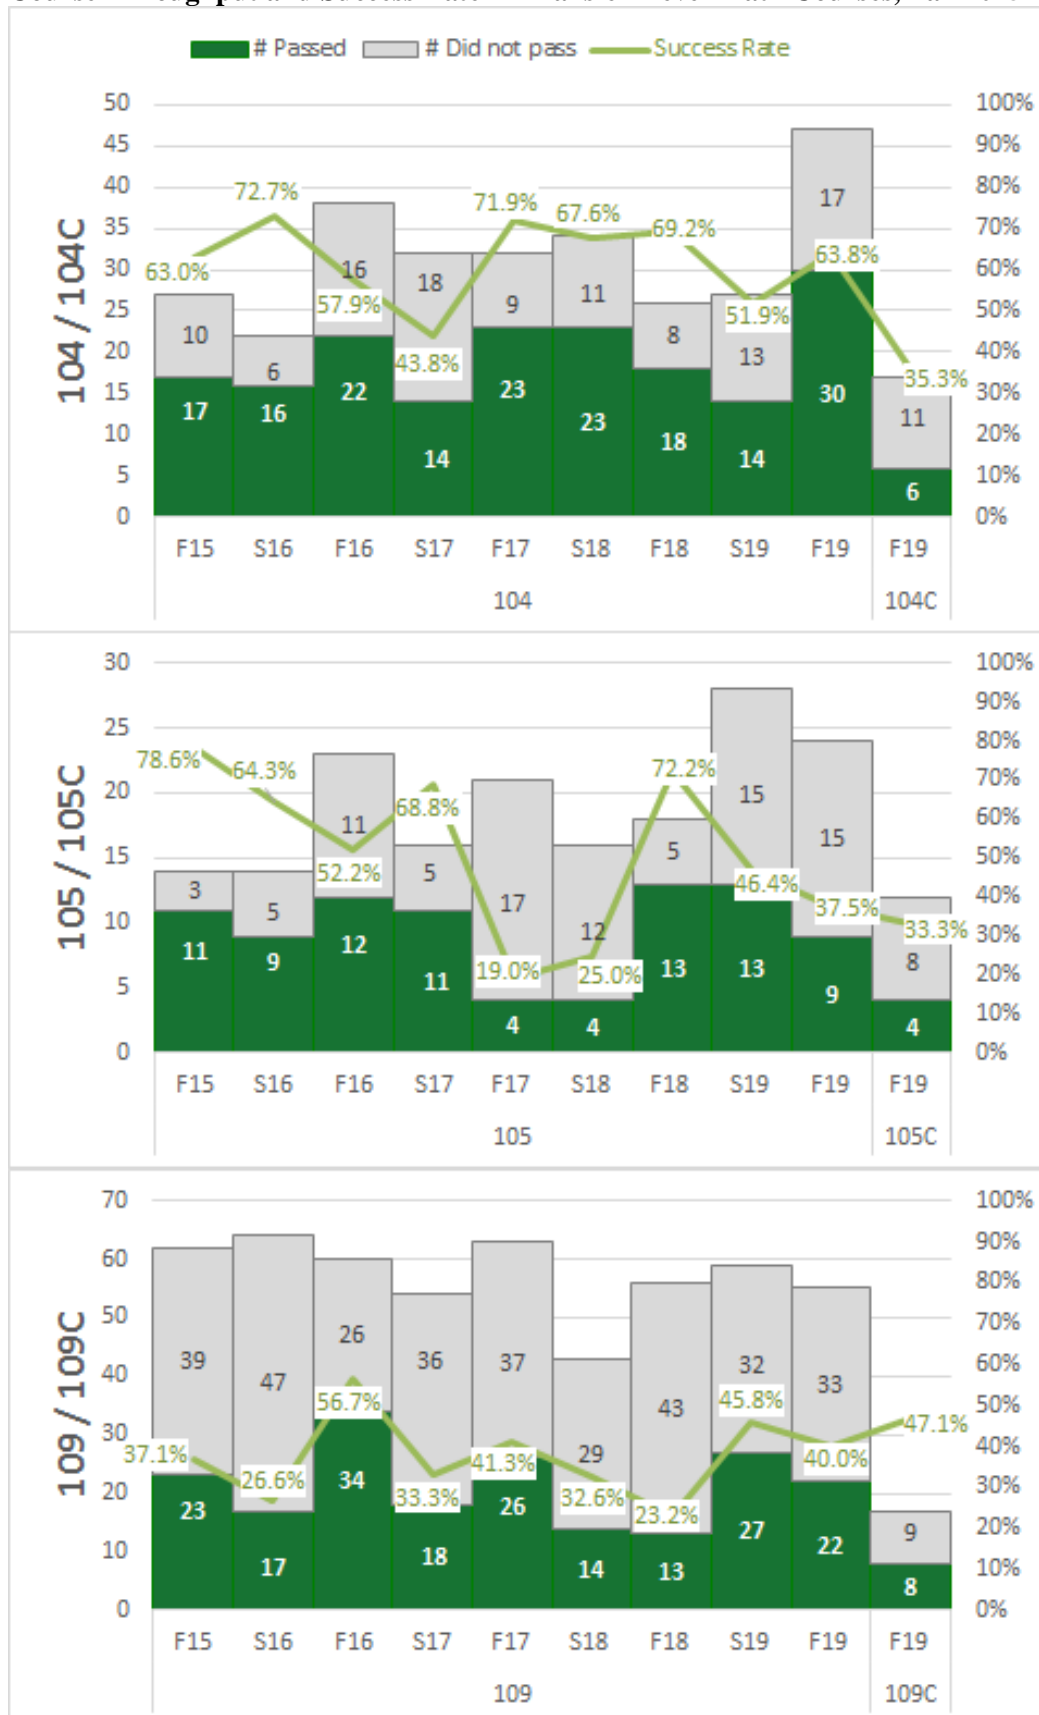 Course Throughput and Success Rate Math Courses,
# Passed # Did not pass Success Rate
104 / 104C
50 100%
45 90%
40 80%
35 70%
30 60%
25 50%
20 40%
15 30%
10 20%
5 10%
0 0%
63.0% 72.7% 57.9% 43.8% 71.9% 67.6% 69.2% 51.9% 63.8% 35.3%
10 6 16 18 9 11 8 13 17 11
17 16 22 14 23 23 18 14 30 6
F15 S16 F16 S17 F17 S18 F18 S19 F19 F19
104 104C
105 / 105C
30 100%
90%
25
80%
20 70%
60%
15 50%
40%
10
30%
5 20%
10%
0 0%
78.6% 64.3% 52.2% 68.8% 19.0% 25.0% 72.2% 46.4% 37.5% 33.3%
3 5 11 5 17 12 5 15 15 8
11 9 12 11 4 4 13 13 9 4
F15 S16 F16 S17 F17 S18 F18 S19 F19 F19
105 105C
109 / 109C
70 100%
90%
60
80%
50 70%
60%
40
50%
30 40%
20 30%
20%
10
10%
0 0%
37.1% 26.6% 56.7% 33.3% 41.3% 32.6% 23.2% 45.8% 40.0% 47.1%
39 47 26 36 37 29 43 32 33 9
23 17 34 18 26 14 13 27 22 8
F15 S16 F16 S17 F17 S18 F18 S19 F19 F19
109 109C